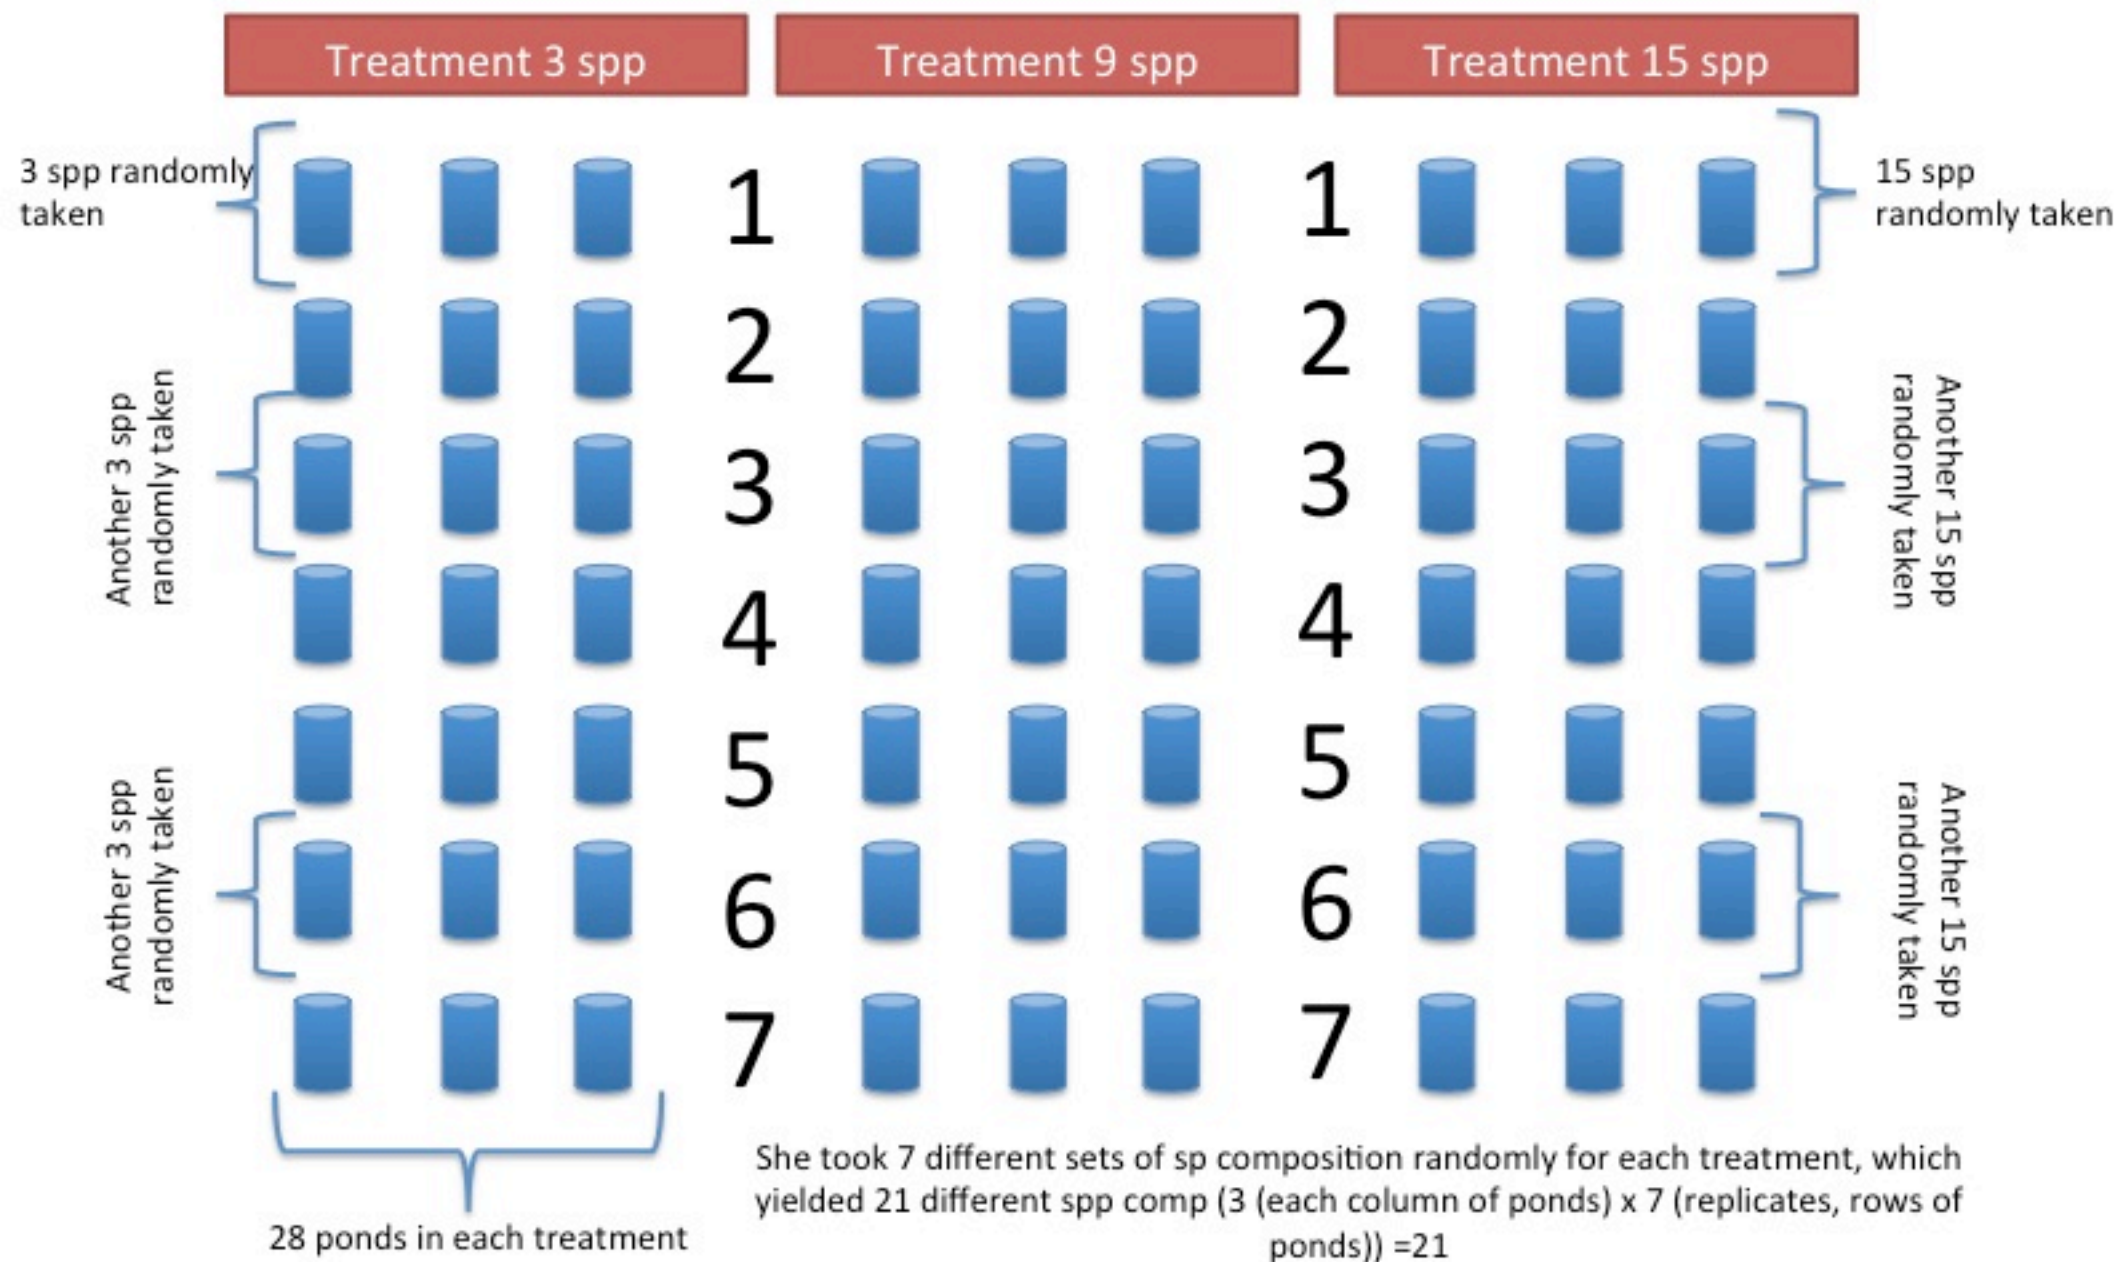 Treatment 3 spp
Treatment 9 spp
Treatment 15 spp
3 spp randomly
taken
1
1
15 spp
randomly taken
2
2
Another 3 spp
randomly taken
3
3
Another 15 spp
randomly taken
4
4
5
5
Another 3 spp
randomly taken
6
6
Another 15 spp
randomly taken
7
7
28 ponds in each treatment
She took 7 different sets of sp composition randomly for each treatment, which
yielded 21 different spp comp (3 (each column of ponds) x 7 (replicates, rows of
ponds)) =21